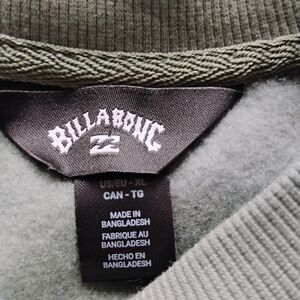 BILLABONG
US/EU - XL
CAN - TG
MADE IN
BANGLADESH
FABRIQUE AU
BANGLADESH
HECHO EN
BANGLADESH